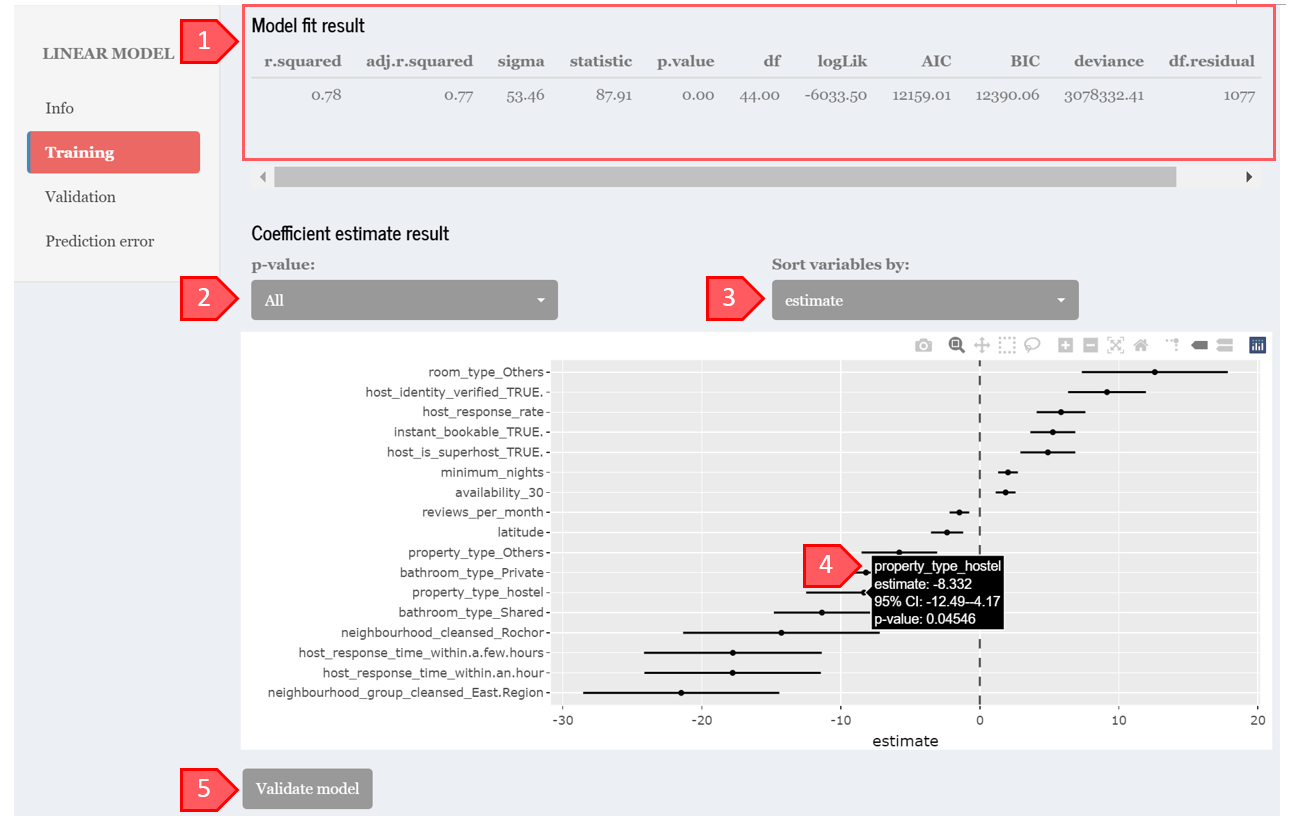 LINEAR MODEL
Info
Training
Validation
Prediction error
1
Model fit result
r.squared adj.r.squared sigma statistic p.value df logLik AIC BIC deviance df.residual
0.78 0.77 53.46 87.91 0.00 44.00 -6033.50 12159.01 12390.06 3078332.41 1077
Coefficient estimate result
p-value: Sort variables by:
2 All 3 estimate
room_type_Others
host_identity_verified_TRUE.
host_response_rate
instant_bookable_TRUE.
host_is_superhost_TRUE.
minimum_nights
availability_30
reviews_per_month
latitude
property_type_Others
bathroom_type_Private
property_type_hostel
bathroom_type_Shared
neighbourhood_cleansed_Rochor
host_response_time_within.a.few.hours
host_response_time_within.an.hour
neighbourhood_group_cleansed_East.Region
4
property_type_hostel
estimate: -8.332
95% CI: -12.49--4.17
p-value: 0.04546
-30 -20 -10 0 10 20
estimate
5 Validate model